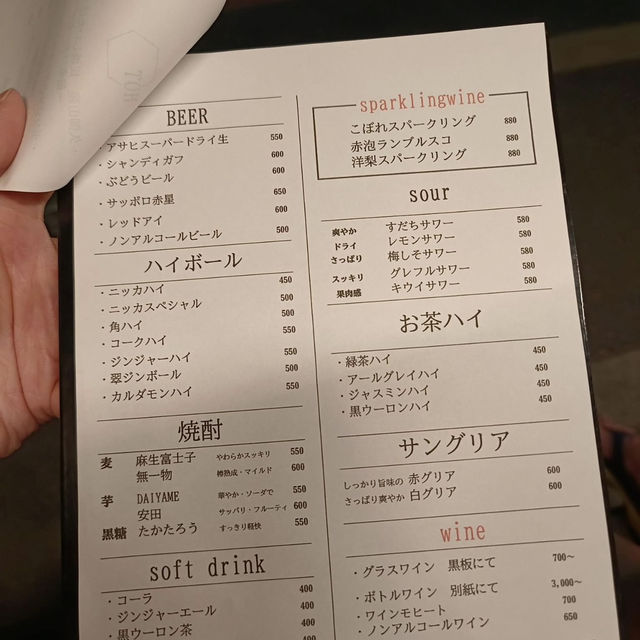 BEER
・アサヒスーパードライ生 550
・シャンディガフ 600
・ぶどうビール 600
・サッポロ赤星 650
・レッドアイ 600
・ノンアルコールビール 500
ハイボール
・ニッカハイ 450
・ニッカスペシャル 500
・角ハイ 500
・コークハイ 550
・ジンジャーハイ 550
・翠ジンボール 500
・カルダモンハイ 550
焼酎
麦 麻生富士子 やわらかスッキリ 550
無一物 樽熟成・マイルド 600
芋 DAIYAME 華やか・ソーダで 550
安田 サッパリ・フルーティ 600
黒糖 たかたろう すっきり軽快 550
soft drink
・コーラ 400
・ジンジャーエール 400
・黒ウーロン茶 400
sparklingwine
こぼれスパークリング 880
赤泡ランブルスコ 880
洋梨スパークリング 880
sour
爽やか すだちサワー 580
ドライ レモンサワー 580
さっぱり 梅しそサワー 580
スッキリ グレフルサワー 580
果肉感 キウイサワー 580
お茶ハイ
・緑茶ハイ 450
・アールグレイハイ 450
・ジャスミンハイ 450
・黒ウーロンハイ 450
サングリア
しっかり旨味の 赤グリア 600
さっぱり爽やか 白グリア 600
wine
・グラスワイン 黒板にて 700～
・ボトルワイン 別紙にて 3,000～
・ワインモヒート 700
・ノンアルコールワイン 650